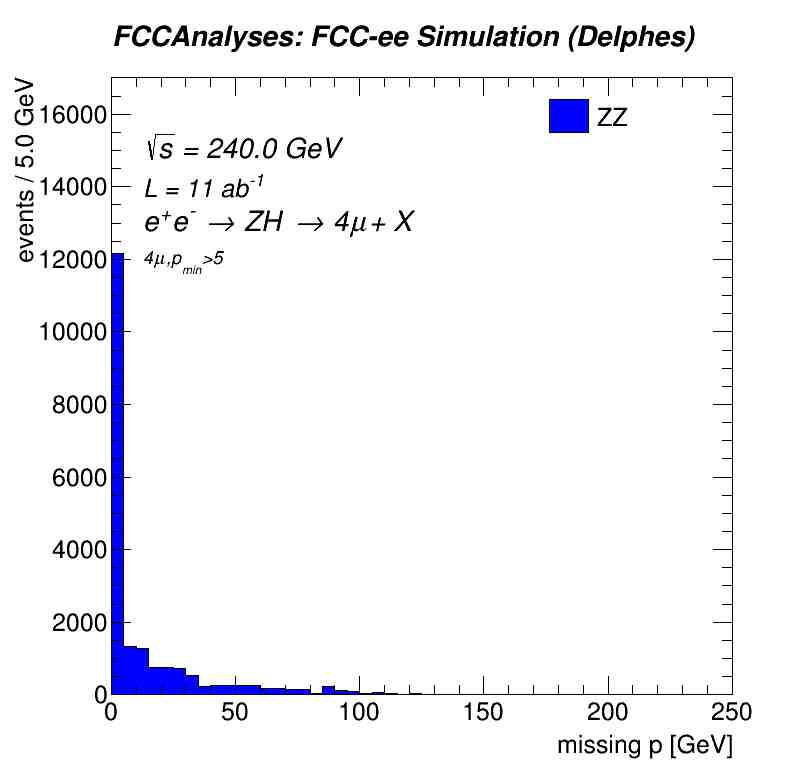 FCCAnalyses: FCC-ee Simulation (Delphes)
events / 5.0 GeV
16000
14000
12000
10000
8000
6000
4000
2000
0
√s = 240.0 GeV
L = 11 ab⁻¹
e⁺e⁻ → ZH → 4μ + X
4μ,p_min>5
ZZ
0 50 100 150 200 250
missing p [GeV]